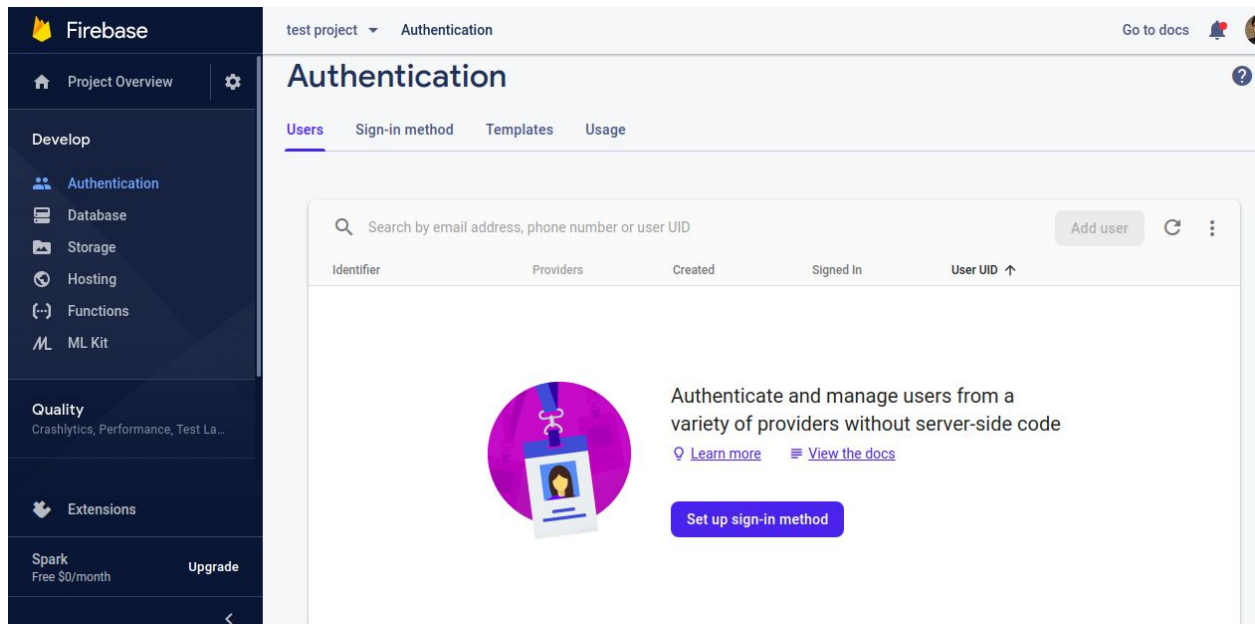 Firebase
test project Authentication Go to docs
Project Overview
Authentication
Develop
Users Sign-in method Templates Usage
Authentication
Database
Storage
Hosting
Functions
ML Kit
Search by email address, phone number or user UID Add user
Identifier Providers Created Signed In User UID
Authenticate and manage users from a
variety of providers without server-side code
Learn more View the docs
Set up sign-in method
Quality
Crashlytics, Performance, Test La...
Extensions
Spark
Free $0/month
Upgrade